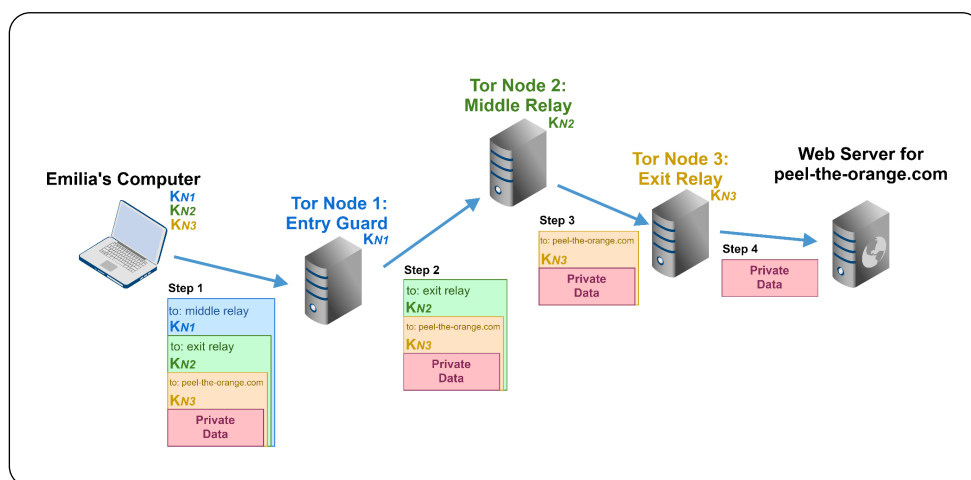 Emilia's Computer
KN1
KN2
KN3
Tor Node 1:
Entry Guard
KN1
Tor Node 2:
Middle Relay
KN2
Tor Node 3:
Exit Relay
KN3
Web Server for
peel-the-orange.com
Step 1
to: middle relay
KN1
to: exit relay
KN2
to: peel-the-orange.com
KN3
Private
Data
Step 2
to: exit relay
KN2
to: peel-the-orange.com
KN3
Private
Data
Step 3
to: peel-the-orange.com
KN3
Private
Data
Step 4
Private
Data